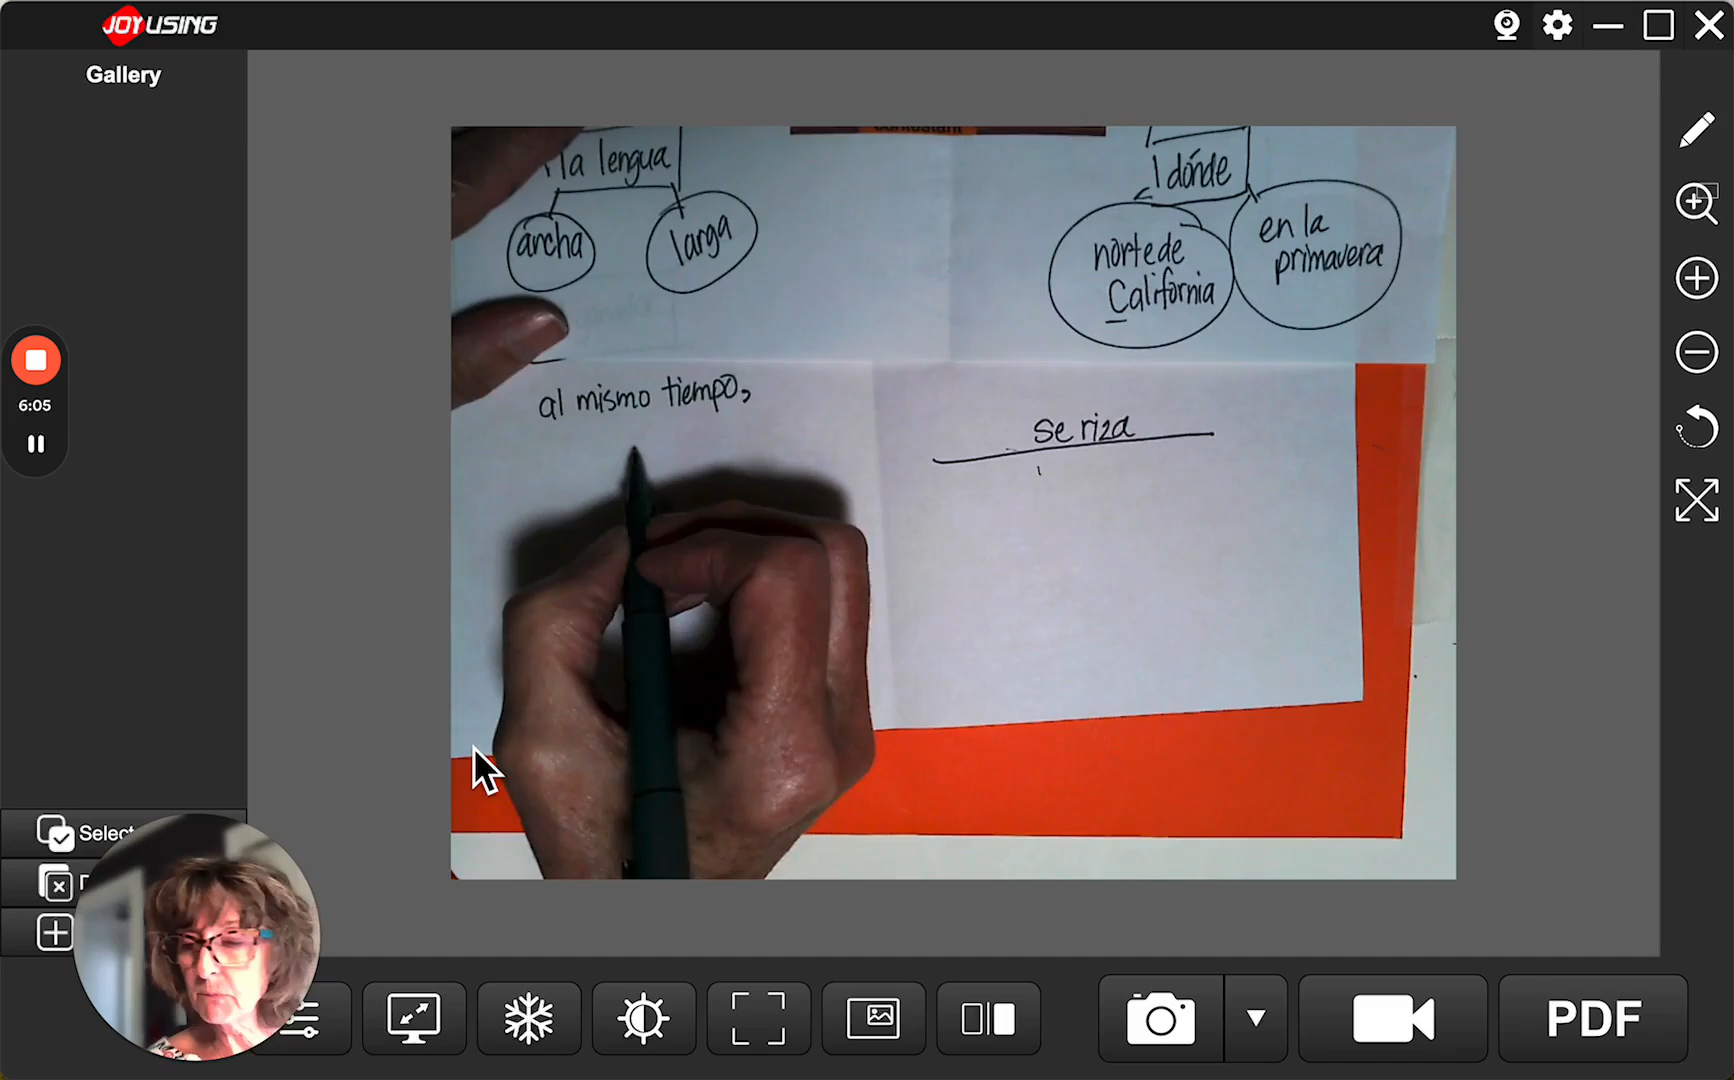 JOYUSING
Gallery
la lengua
ancha
larga
1 dónde
norte de
California
en la
primavera
al mismo tiempo,
se riza
6:05
Select
PDF